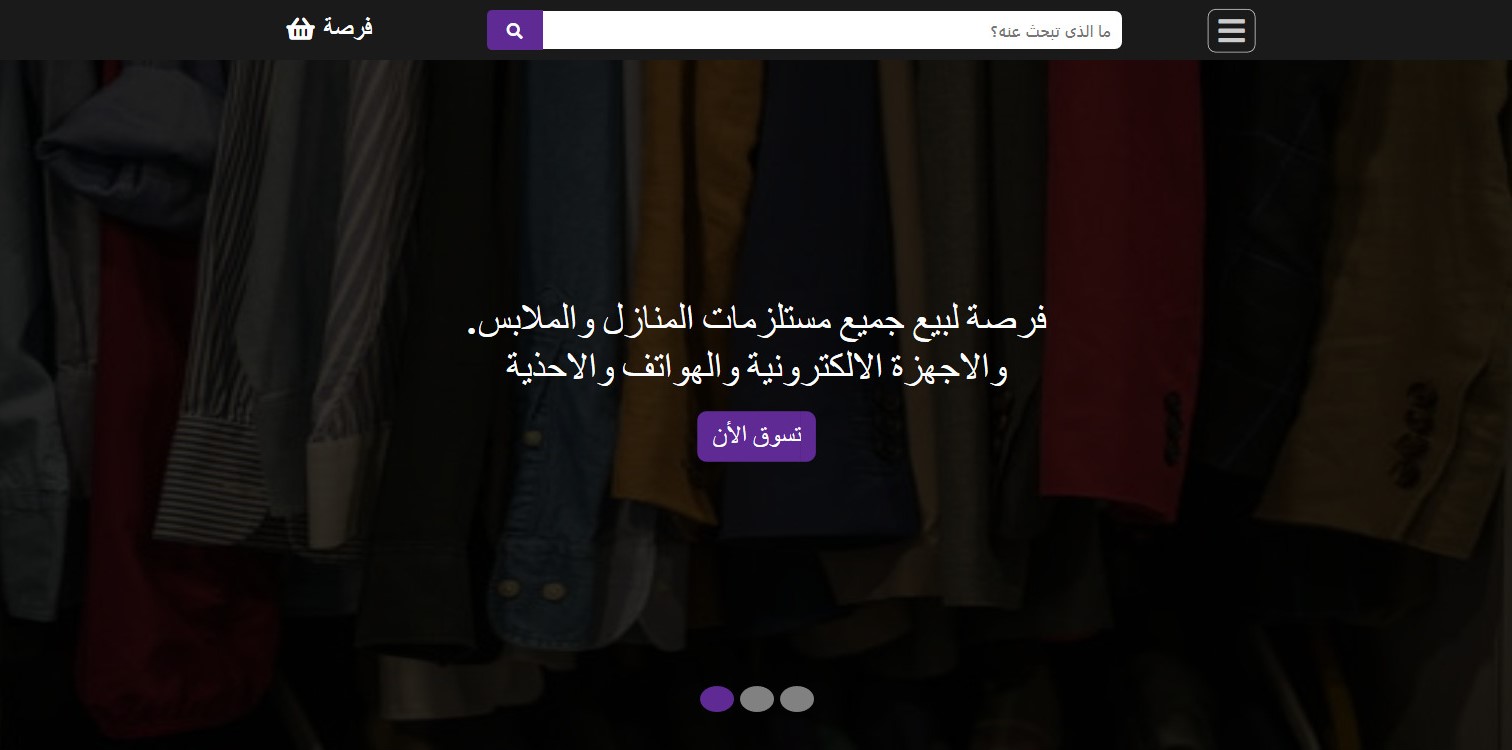 ما الذى تبحث عنه؟
فرصة
فرصة لبيع جميع مستلزمات المنازل والملابس.
والاجهزة الالكترونية والهواتف والاحذية
تسوق الأن